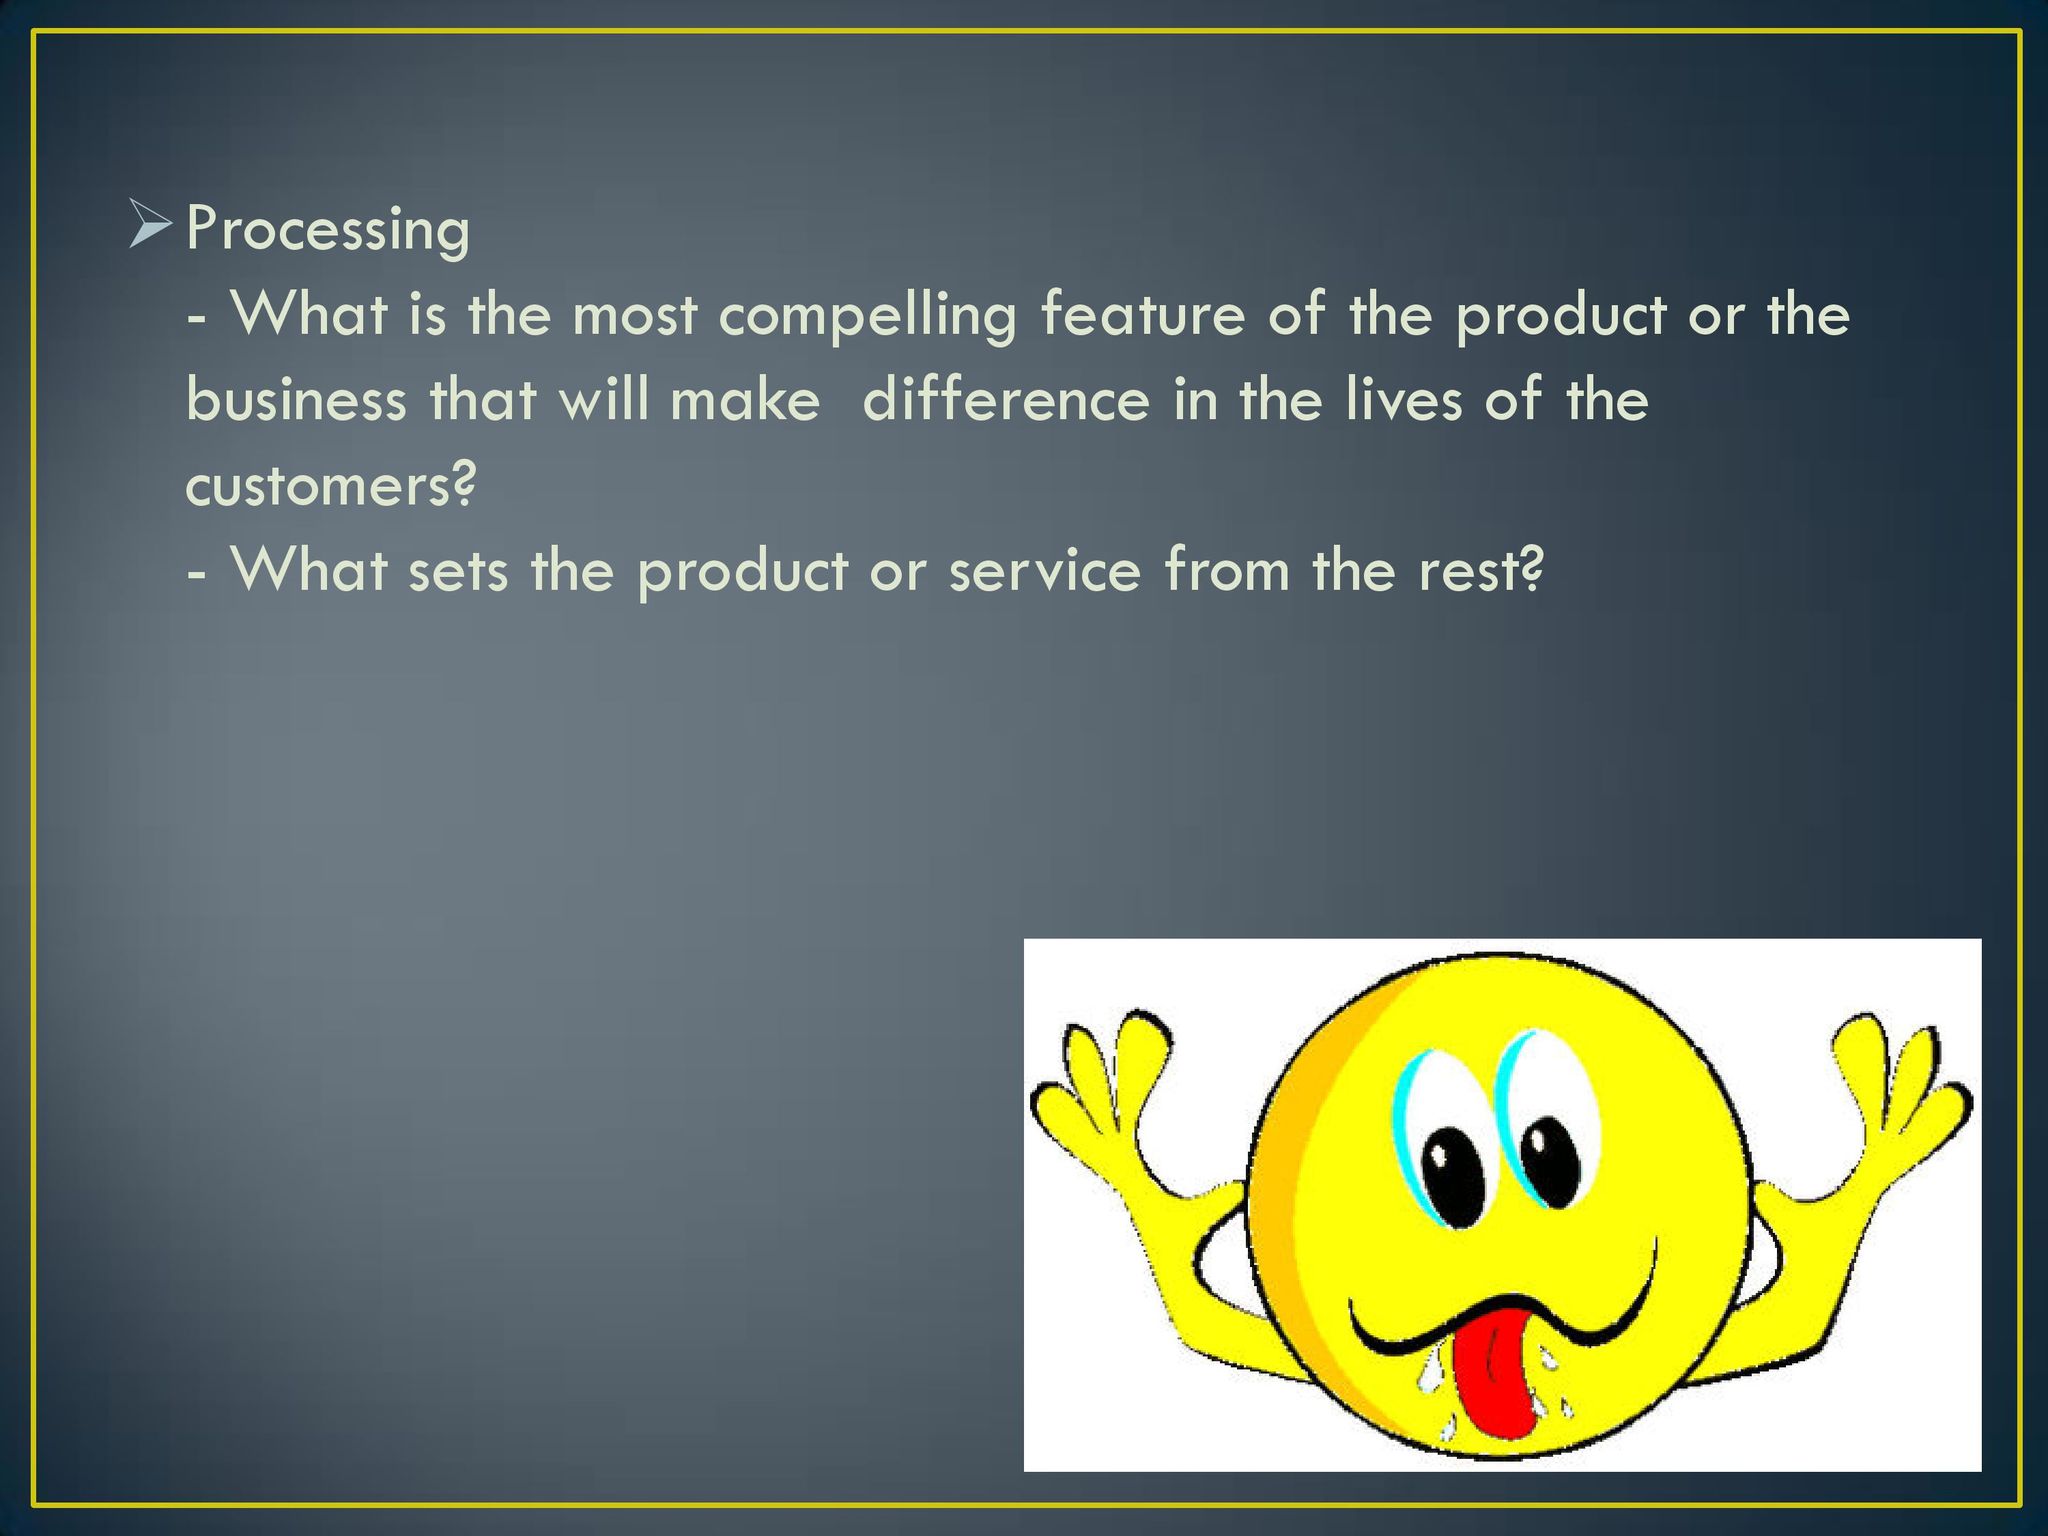 Processing
- What is the most compelling feature of the product or the
business that will make  difference in the lives of the
customers?
- What sets the product or service from the rest?